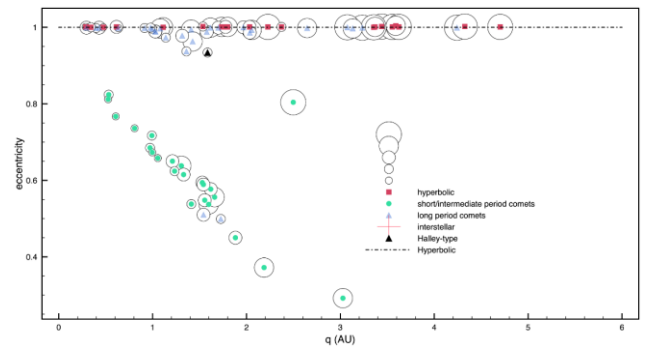 1
0.8
0.6
0.4
eccentricity
hyperbolic
short/intermediate period comets
long period comets
interstellar
Halley-type
Hyperbolic
0 1 2 3 4 5 6
q (AU)